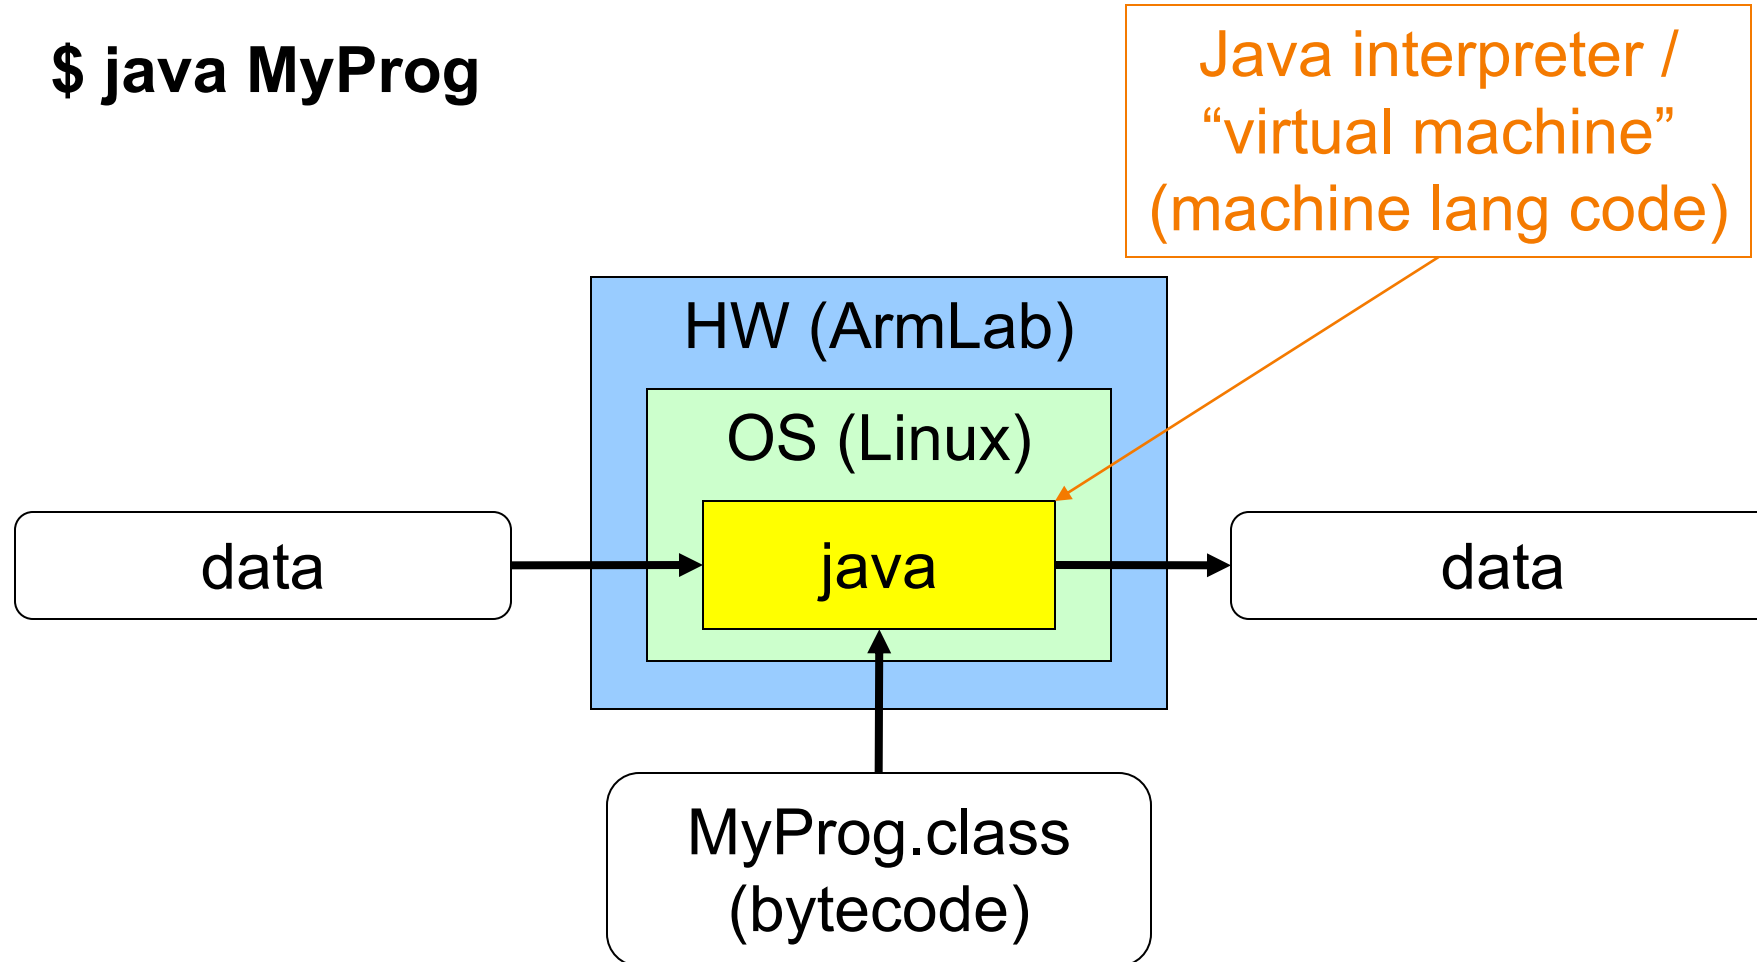 $ java MyProg
Java interpreter /
“virtual machine”
(machine lang code)
HW (ArmLab)
OS (Linux)
data
java
data
MyProg.class
(bytecode)